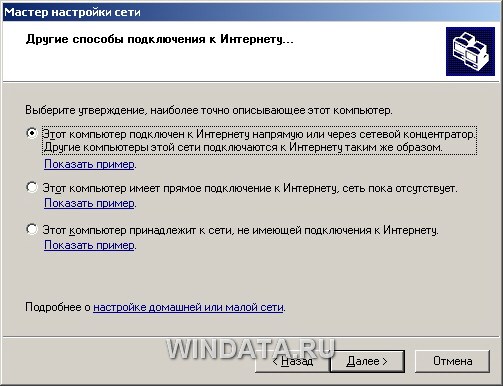 Мастер настройки сети
Другие способы подключения к Интернету...
Выберите утверждение, наиболее точно описывающее этот компьютер.
Этот компьютер подключен к Интернету напрямую или через сетевой концентратор.
Другие компьютеры этой сети подключаются к Интернету таким же образом.
Показать пример.
Этот компьютер имеет прямое подключение к Интернету, сеть пока отсутствует.
Показать пример.
Этот компьютер принадлежит к сети, не имеющей подключения к Интернету.
Показать пример.
Подробнее о настройке домашней или малой сети.
WINDATA.RU
< Назад Далее > Отмена